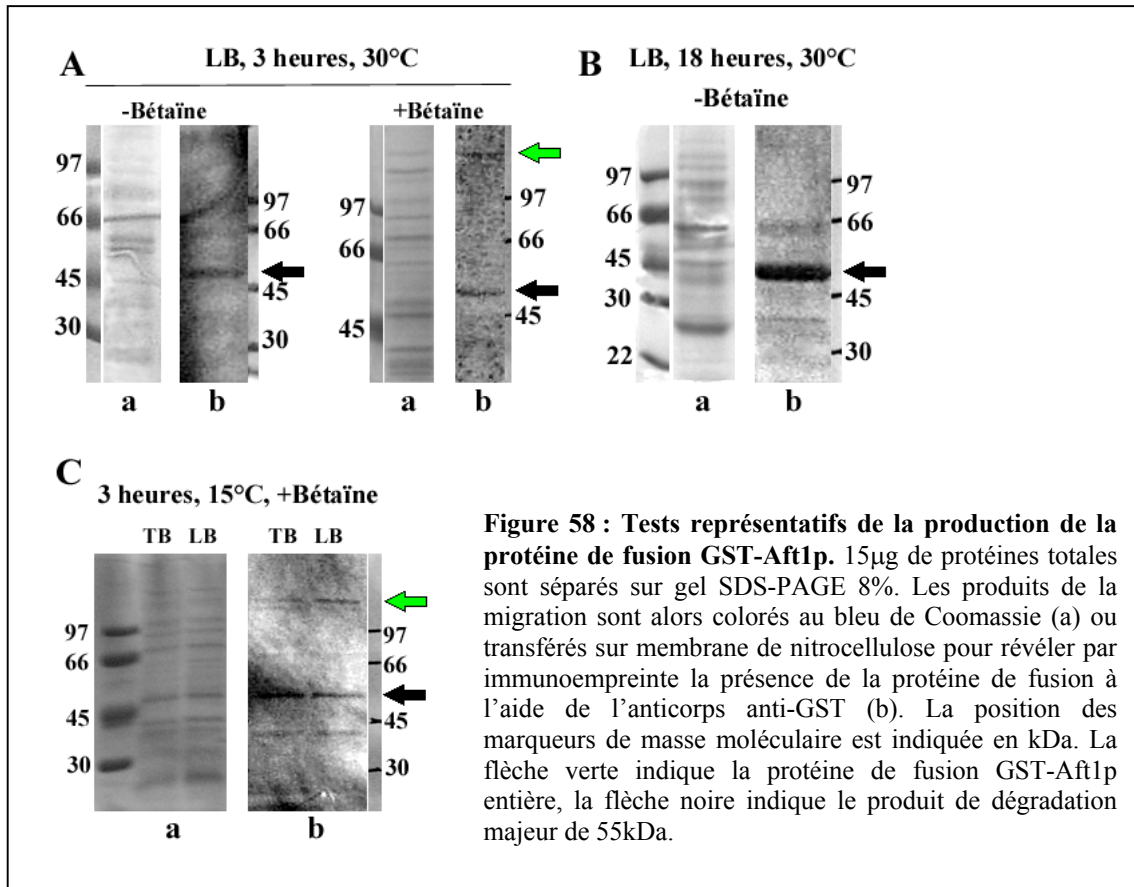 A
LB, 3 heures, 30°C
-Bétaïne
+Bétaïne
97
66
45
30
97
66
45
30
97
66
45
97
66
45
a
b
a
b
B
LB, 18 heures, 30°C
-Bétaïne
97
66
45
30
22
97
66
45
30
a
b
C
3 heures, 15°C, +Bétaïne
TB LB
TB LB
97
66
45
30
97
66
45
30
a
b
Figure 58 : Tests représentatifs de la production de la
protéine de fusion GST-Aft1p. 15µg de protéines totales
sont séparés sur gel SDS-PAGE 8%. Les produits de la
migration sont alors colorés au bleu de Coomassie (a) ou
transférés sur membrane de nitrocellulose pour révéler par
immunoempreinte la présence de la protéine de fusion à
l’aide de l’anticorps anti-GST (b). La position des
marqueurs de masse moléculaire est indiquée en kDa. La
flèche verte indique la protéine de fusion GST-Aft1p
entière, la flèche noire indique le produit de dégradation
majeur de 55kDa.